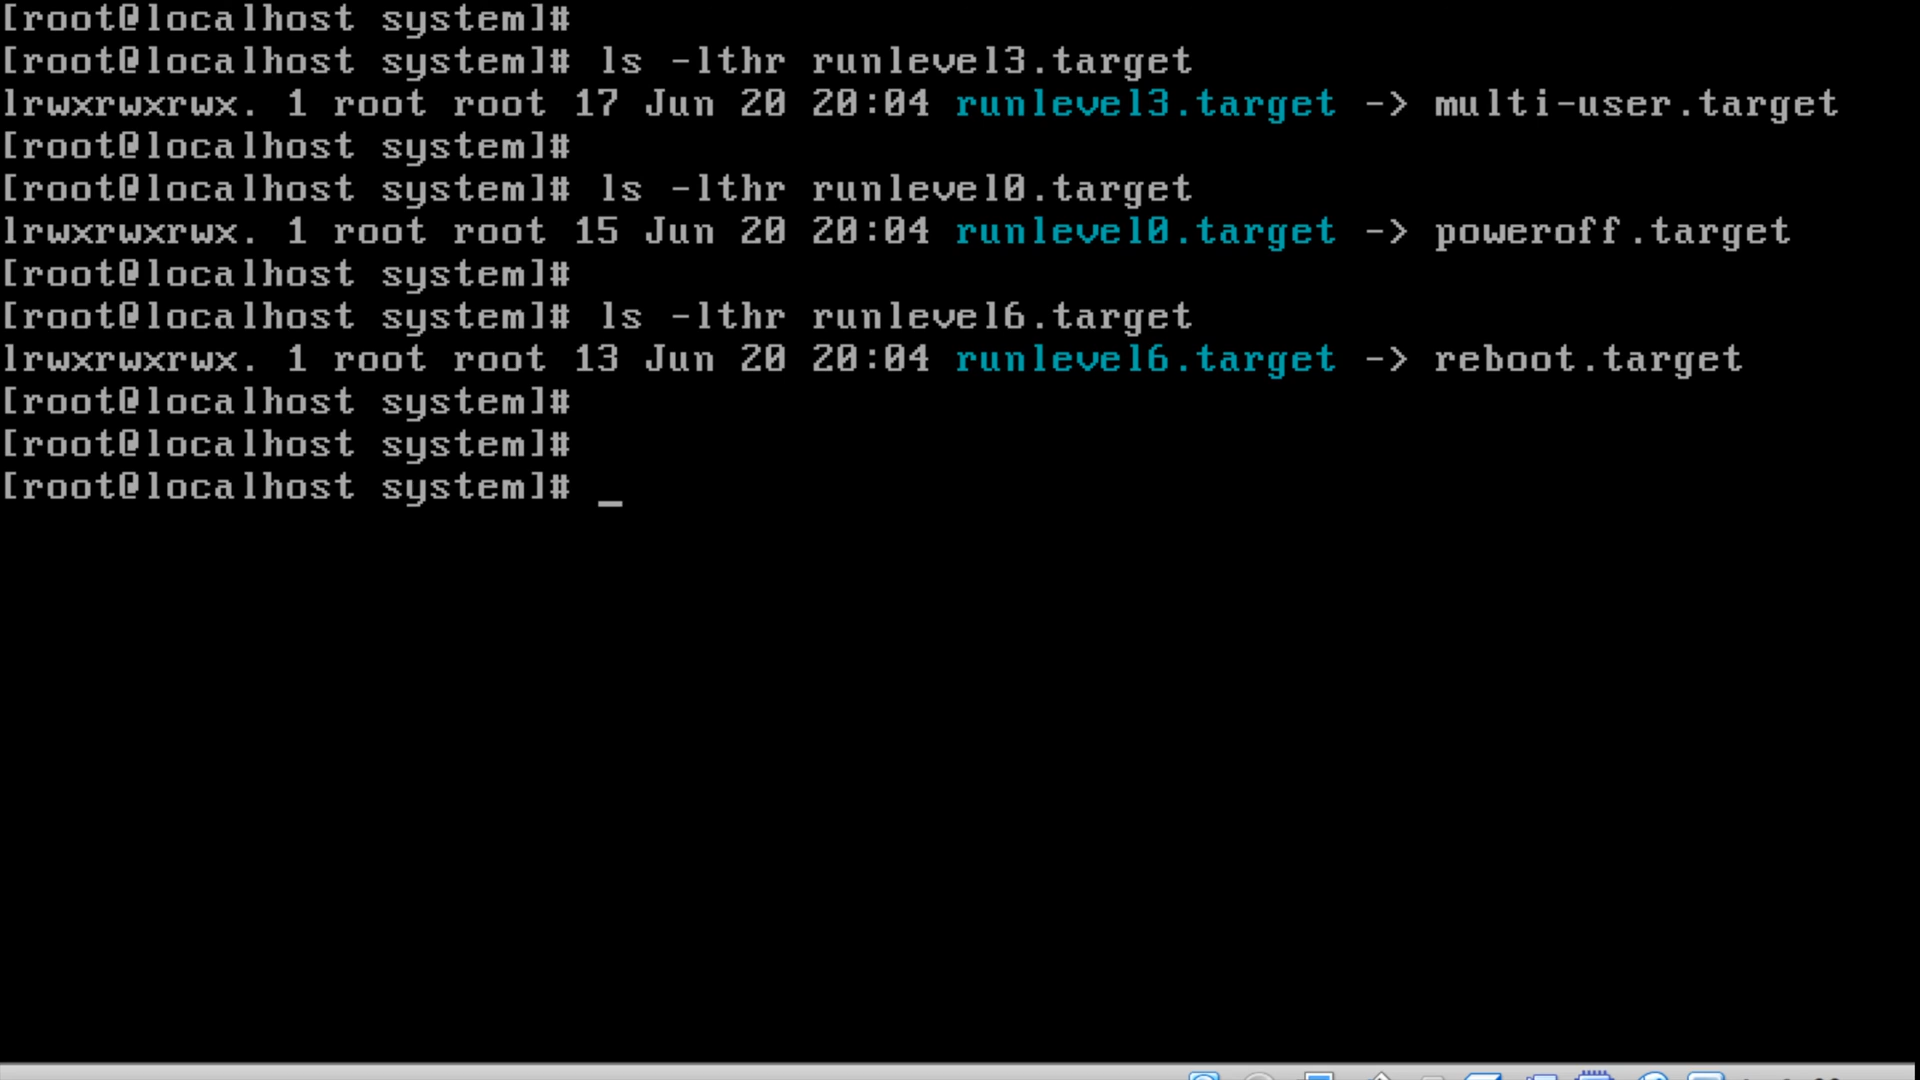 [root@localhost system]#
[root@localhost system]# ls -lthr runlevel3.target
lrwxrwxrwx. 1 root root 17 Jun 20 20:04 runlevel3.target -> multi-user.target
[root@localhost system]#
[root@localhost system]# ls -lthr runlevel0.target
lrwxrwxrwx. 1 root root 15 Jun 20 20:04 runlevel0.target -> poweroff.target
[root@localhost system]#
[root@localhost system]# ls -lthr runlevel6.target
lrwxrwxrwx. 1 root root 13 Jun 20 20:04 runlevel6.target -> reboot.target
[root@localhost system]#
[root@localhost system]#
[root@localhost system]# _